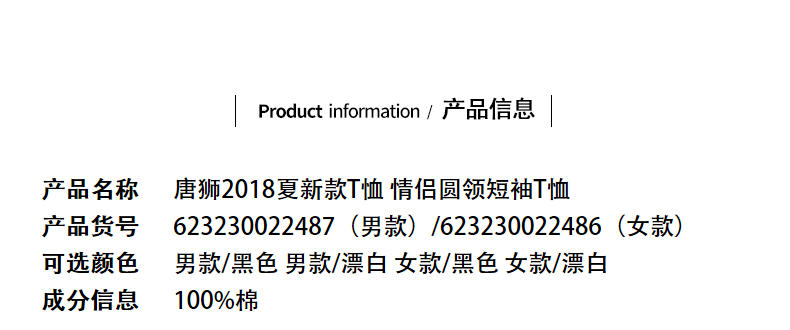 Product information / 产品信息
产品名称 唐狮2018夏新款T恤 情侣圆领短袖T恤
产品货号 623230022487（男款）/623230022486（女款）
可选颜色 男款/黑色 男款/漂白 女款/黑色 女款/漂白
成分信息 100%棉